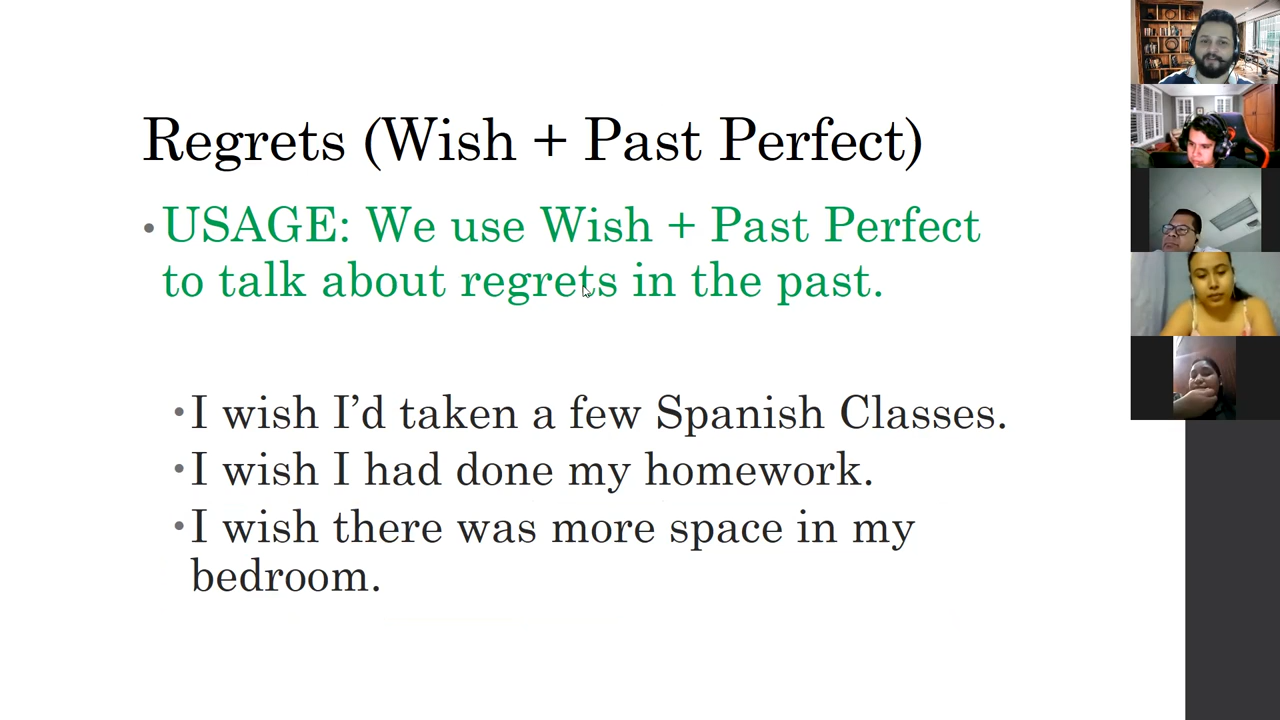 Regrets (Wish + Past Perfect)
• USAGE: We use Wish + Past Perfect
to talk about regrets in the past.
• I wish I’d taken a few Spanish Classes.
• I wish I had done my homework.
• I wish there was more space in my
bedroom.